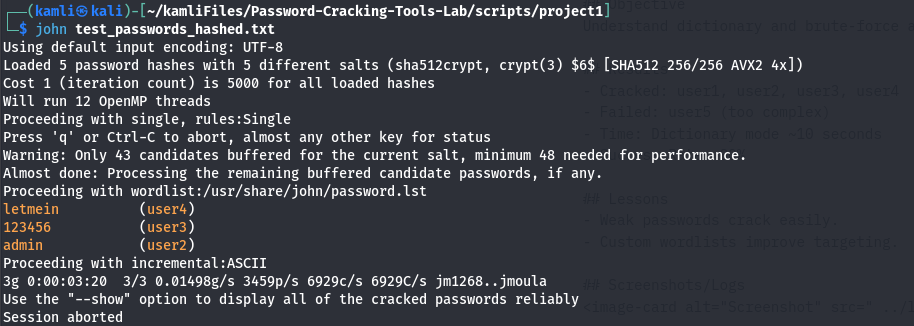 ┌──(kamli㉿kali)-[~/kamliFiles/Password-Cracking-Tools-Lab/scripts/project1]
└─$ john test_passwords_hashed.txt
Using default input encoding: UTF-8
Loaded 5 password hashes with 5 different salts (sha512crypt, crypt(3) $6$ [SHA512 256/256 AVX2 4x])
Cost 1 (iteration count) is 5000 for all loaded hashes
Will run 12 OpenMP threads
Proceeding with single, rules:Single
Press 'q' or Ctrl-C to abort, almost any other key for status
Warning: Only 43 candidates buffered for the current salt, minimum 48 needed for performance.
Almost done: Processing the remaining buffered candidate passwords, if any.
Proceeding with wordlist:/usr/share/john/password.lst
letmein (user4)
123456 (user3)
admin (user2)
Proceeding with incremental:ASCII
3g 0:00:03:20 3/3 0.01498g/s 3459p/s 6929c/s 6929C/s jm1268..jmoula
Use the "--show" option to display all of the cracked passwords reliably
Session aborted
## Objective
Understand dictionary and brute-force
- Cracked: user1, user2, user3, user4
- Failed: user5 (too complex)
- Time: Dictionary mode ~10 seconds
## Lessons
- Weak passwords crack easily
- Custom wordlists improve targeting.
## Screenshots/Logs
<image-card alt="Screenshot" src="